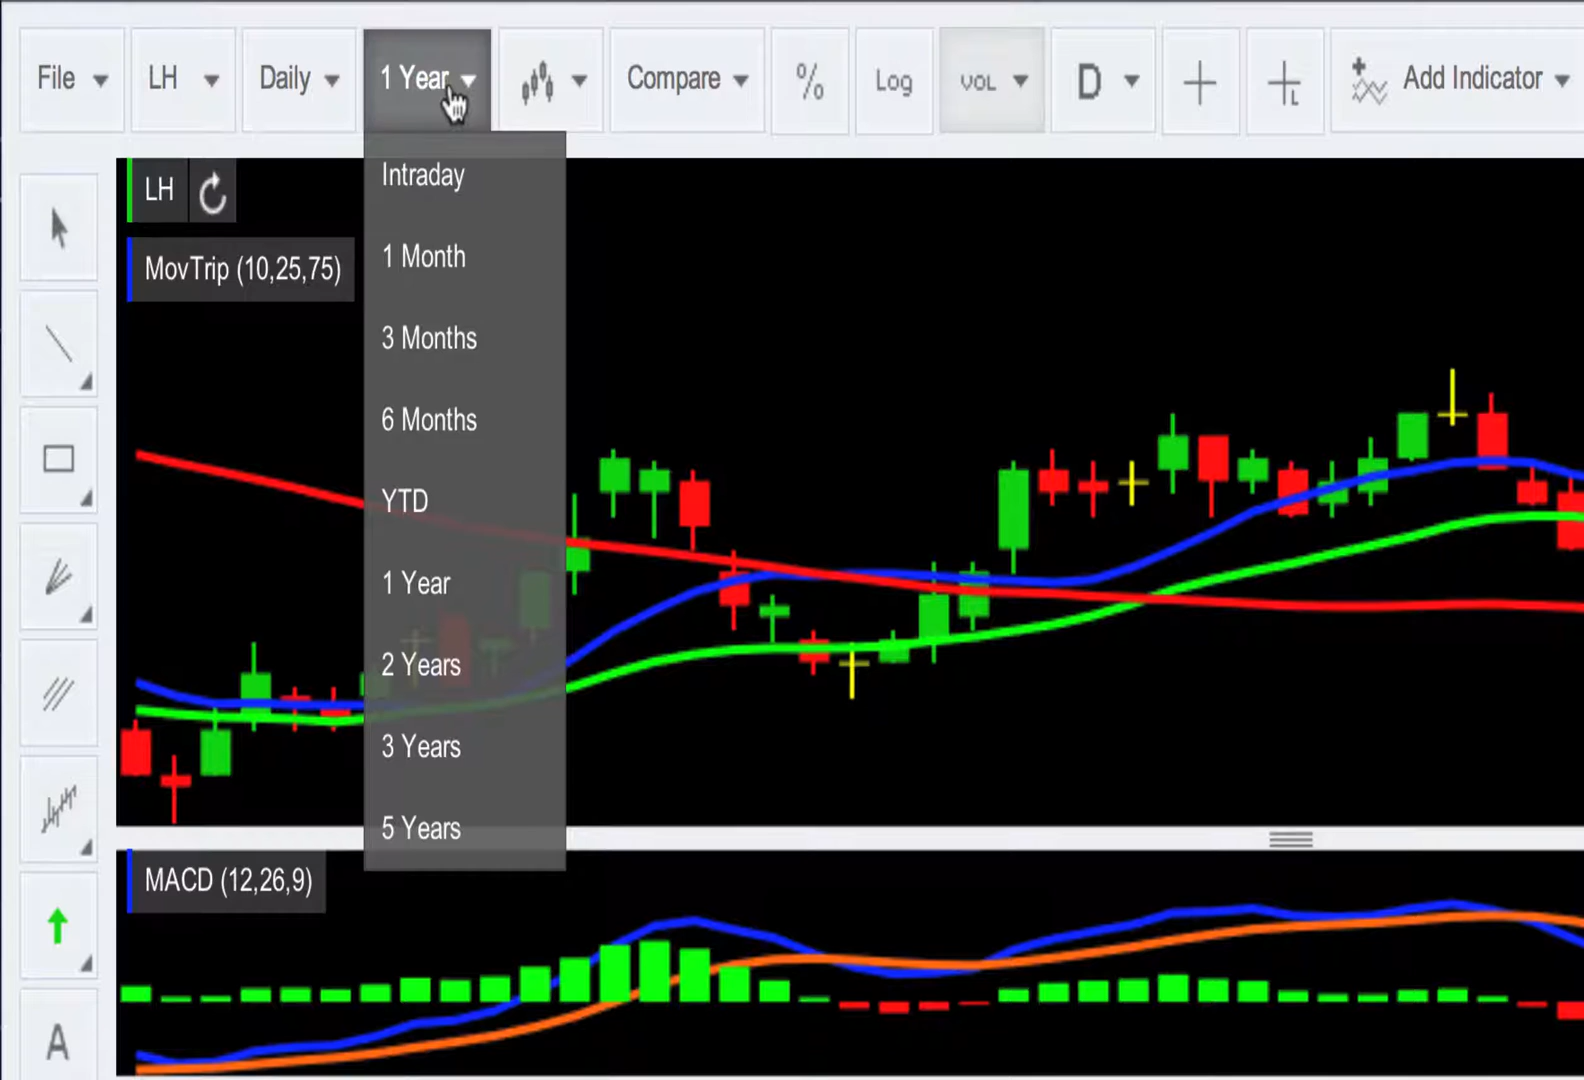 File
LH
Daily
1 Year
Compare
%
Log
VOL
D
L
Add Indicator
LH
MovTrip (10,25,75)
Intraday
1 Month
3 Months
6 Months
YTD
1 Year
2 Years
3 Years
5 Years
MACD (12,26,9)
A